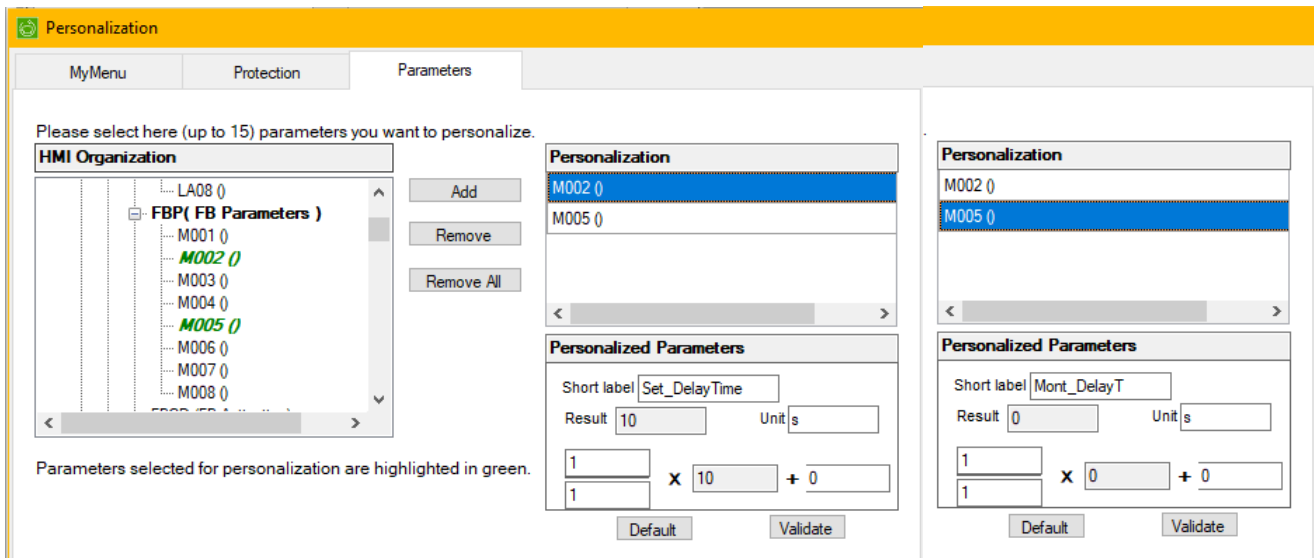 Personalization
MyMenu Protection Parameters
Please select here (up to 15) parameters you want to personalize.
HMI Organization
LA08 ()
FBP( FB Parameters )
M001 ()
M002 ()
M003 ()
M004 ()
M005 ()
M006 ()
M007 ()
M008 ()
Add
Remove
Remove All
Parameters selected for personalization are highlighted in green.
Personalization
M002 ()
M005 ()
Personalized Parameters
Short label Set_DelayTime
Result 10 Unit s
1
1
x 10 + 0
Default Validate
.
Personalization
M002 ()
M005 ()
Personalized Parameters
Short label Mont_DelayT
Result 0 Unit s
1
1
x 0 + 0
Default Validate